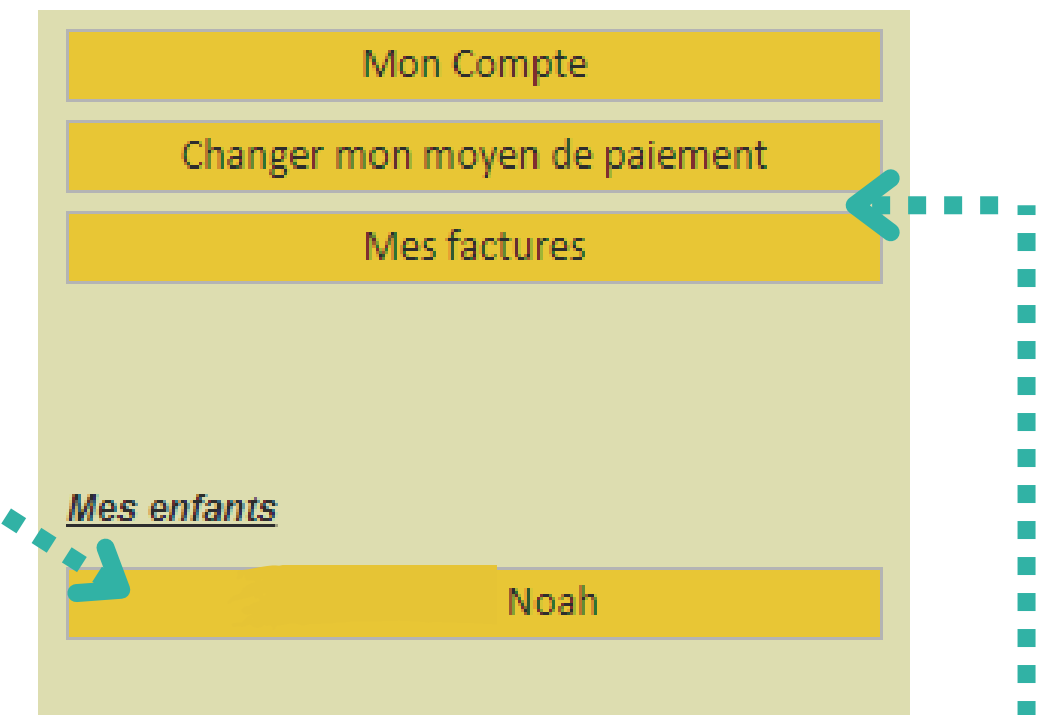 Mon Compte
Changer mon moyen de paiement
Mes factures
Mes enfants
Noah